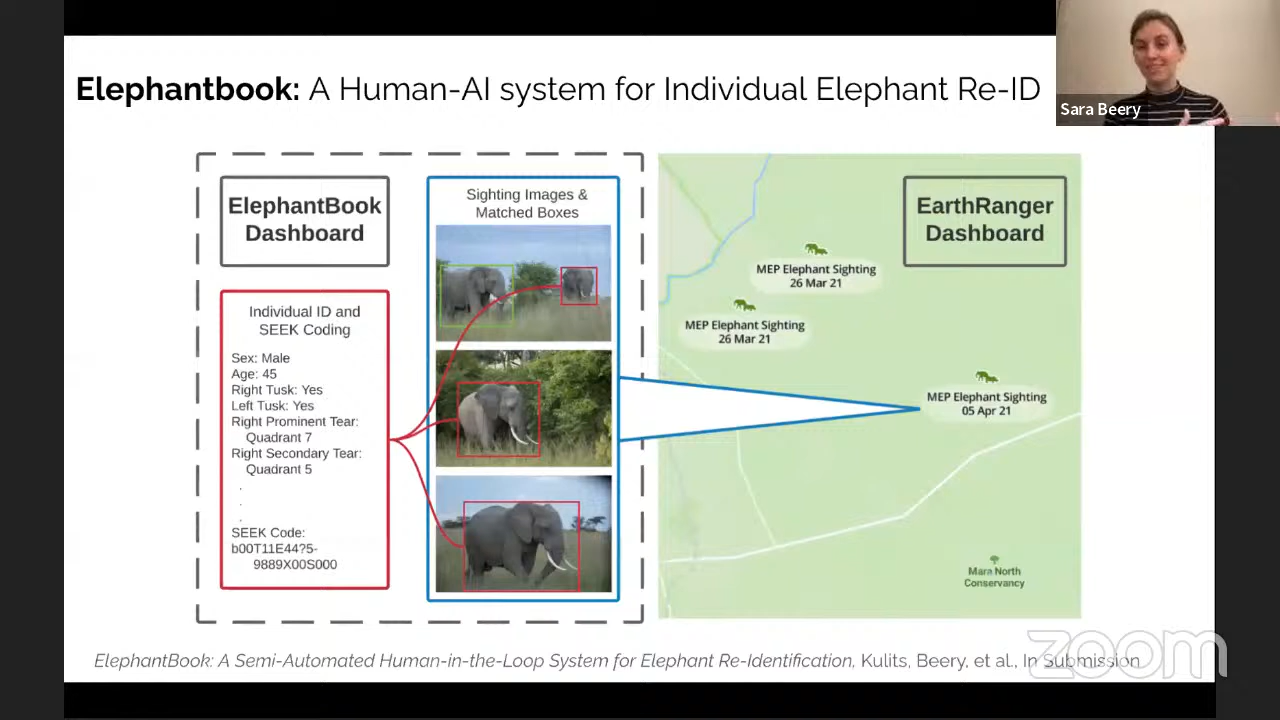 Elephantbook: A Human-AI system for Individual Elephant Re-ID
Sara Beery
ElephantBook
Dashboard
Individual ID and
SEEK Coding
Sex: Male
Age: 45
Right Tusk: Yes
Left Tusk: Yes
Right Prominent Tear:
Quadrant 7
Right Secondary Tear:
Quadrant 5
.
.
.
SEEK Code:
b00T11E44?5-
9889X00S000
Sighting Images &
Matched Boxes
EarthRanger
Dashboard
MEP Elephant Sighting
26 Mar 21
MEP Elephant Sighting
26 Mar 21
MEP Elephant Sighting
05 Apr 21
Mara North
Conservancy
ElephantBook: A Semi-Automated Human-in-the-Loop System for Elephant Re-Identification, Kulits, Beery, et al., In Submission
zoom